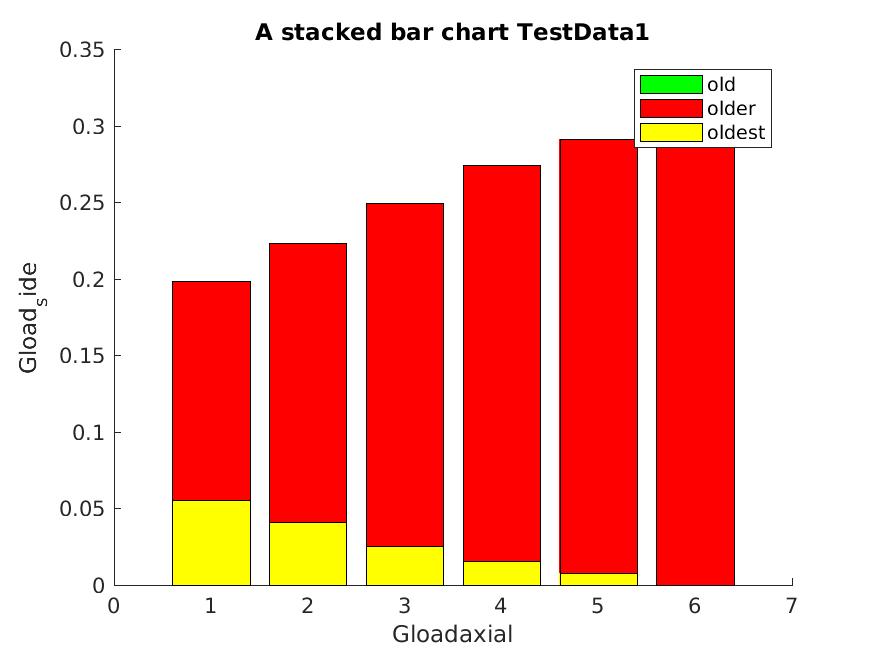 A stacked bar chart TestData1
0.35
0.3
0.25
0.2
0.15
0.1
0.05
0
Gload_side
old
older
oldest
0 1 2 3 4 5 6 7
Gloadaxial